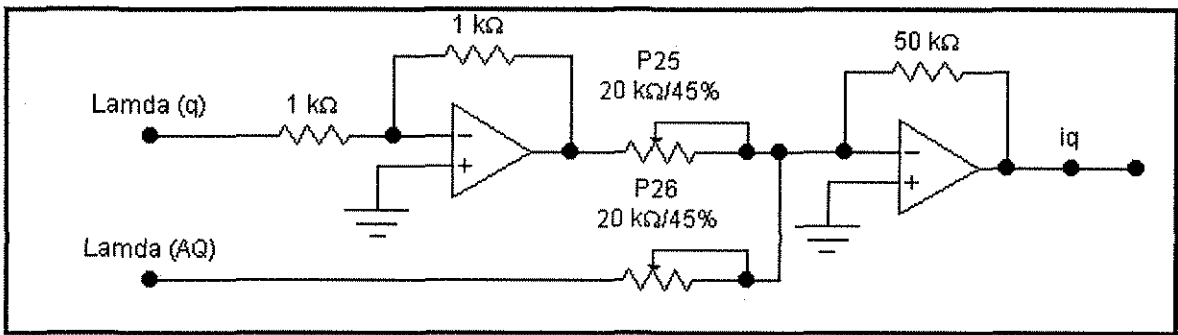 1 kΩ
50 kΩ
P25
20 kΩ/45%
Lamda (q)
1 kΩ
iq
P26
20 kΩ/45%
Lamda (AQ)